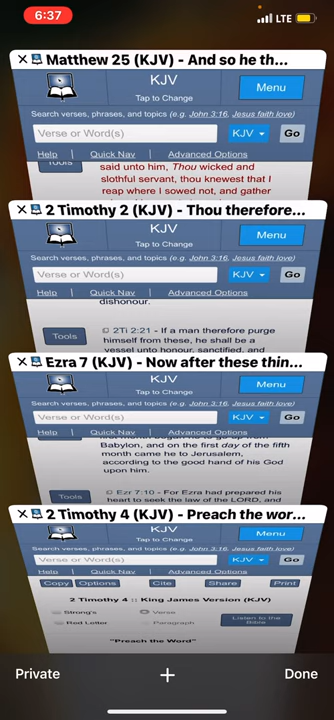 6:37
LTE
Matthew 25 (KJV) - And so he th...
KJV
Tap to Change
Menu
Search verses, phrases, and topics (e.g. John 3:16, Jesus faith love)
Verse or Word(s)
KJV
Go
Help
Quick Nav
Advanced Options
Tools
said unto him, Thou wicked and
slothful servant, thou knewest that I
reap where I sowed not, and gather
2 Timothy 2 (KJV) - Thou therefore...
KJV
Tap to Change
Menu
Search verses, phrases, and topics (e.g. John 3:16, Jesus faith love)
Verse or Word(s)
KJV
Go
Help
Quick Nav
Advanced Options
dishonour.
Tools
2Ti 2:21 - If a man therefore purge
himself from these, he shall be a
vessel unto honour, sanctified, and
Ezra 7 (KJV) - Now after these thin...
KJV
Tap to Change
Menu
Search verses, phrases, and topics (e.g. John 3:16, Jesus faith love)
Verse or Word(s)
KJV
Go
Help
Quick Nav
Advanced Options
Babylon, and on the first day of the fifth
month came he to Jerusalem,
according to the good hand of his God
upon him.
Tools
Ezr 7:10 - For Ezra had prepared his
heart to seek the law of the LORD, and
2 Timothy 4 (KJV) - Preach the wor...
KJV
Tap to Change
Menu
Search verses, phrases, and topics (e.g. John 3:16, Jesus faith love)
Verse or Word(s)
KJV
Go
Help
Quick Nav
Advanced Options
Copy
Options
Cite
Share
Print
2 Timothy 4 :: King James Version (KJV)
Strong's
Verse
Red Letter
Paragraph
Listen to the
Bible
"Preach the Word"
Private
+
Done